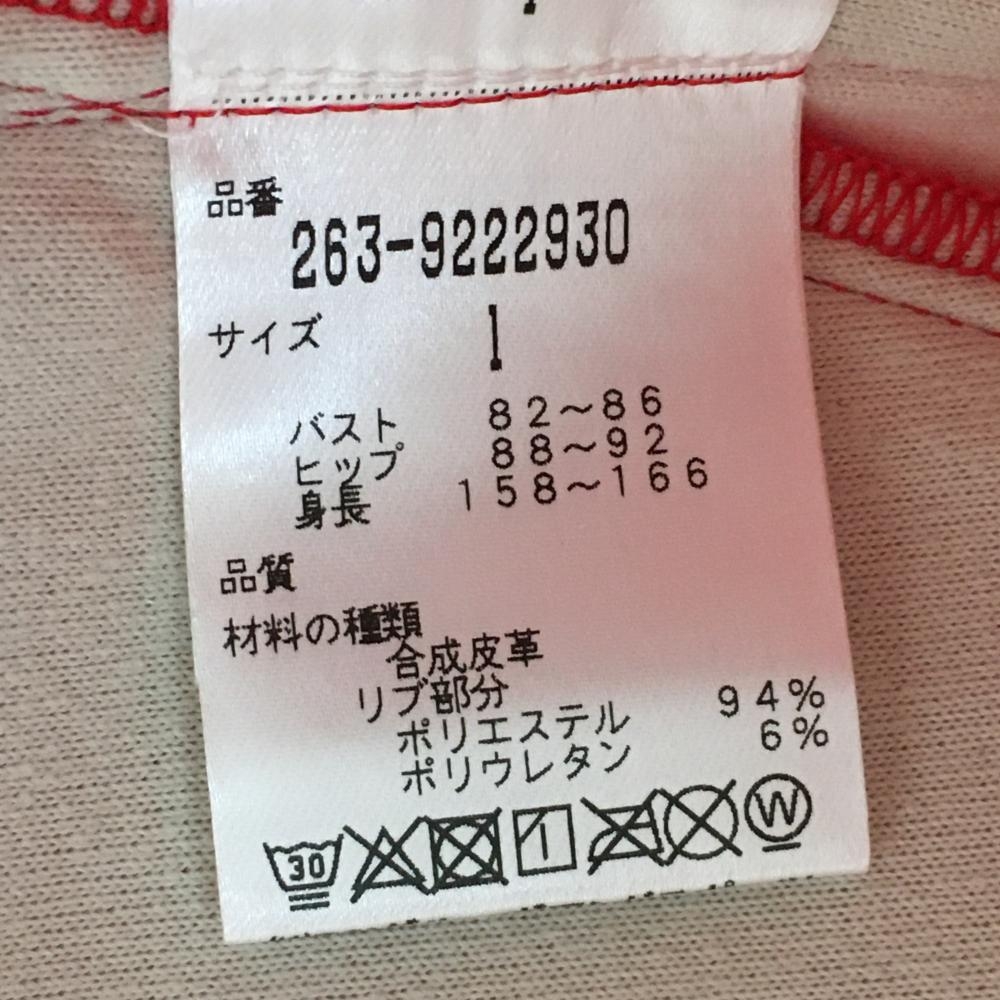 品番
263-9222930
サイズ 1
バスト 82～86
ヒップ 88～92
身長 158～166
品質
材料の種類
合成皮革
リブ部分
ポリエステル 94%
ポリウレタン 6%
30 W